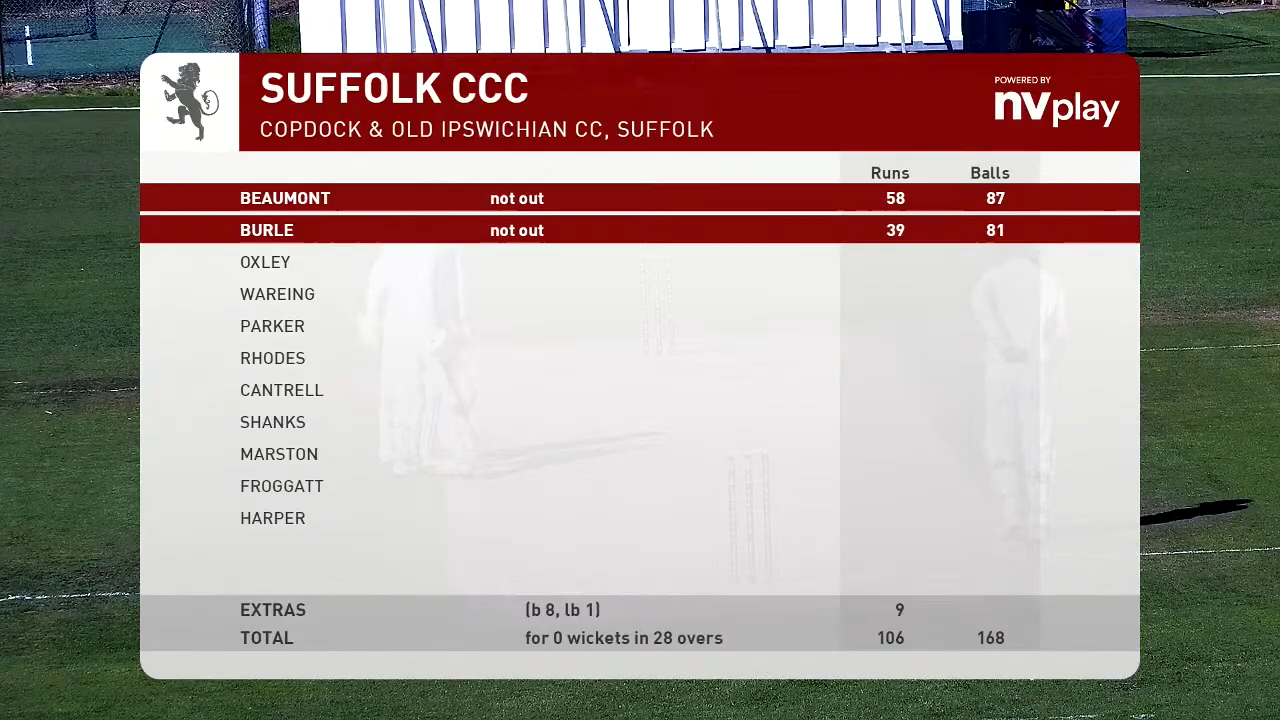 SUFFOLK CCC
COPDOCK & OLD IPSWICHIAN CC, SUFFOLK
POWERED BY
nvplay
Runs Balls
BEAUMONT not out 58 87
BURLE not out 39 81
OXLEY
WAREING
PARKER
RHODES
CANTRELL
SHANKS
MARSTON
FROGGATT
HARPER
EXTRAS (b 8, lb 1) 9
TOTAL for 0 wickets in 28 overs 106 168